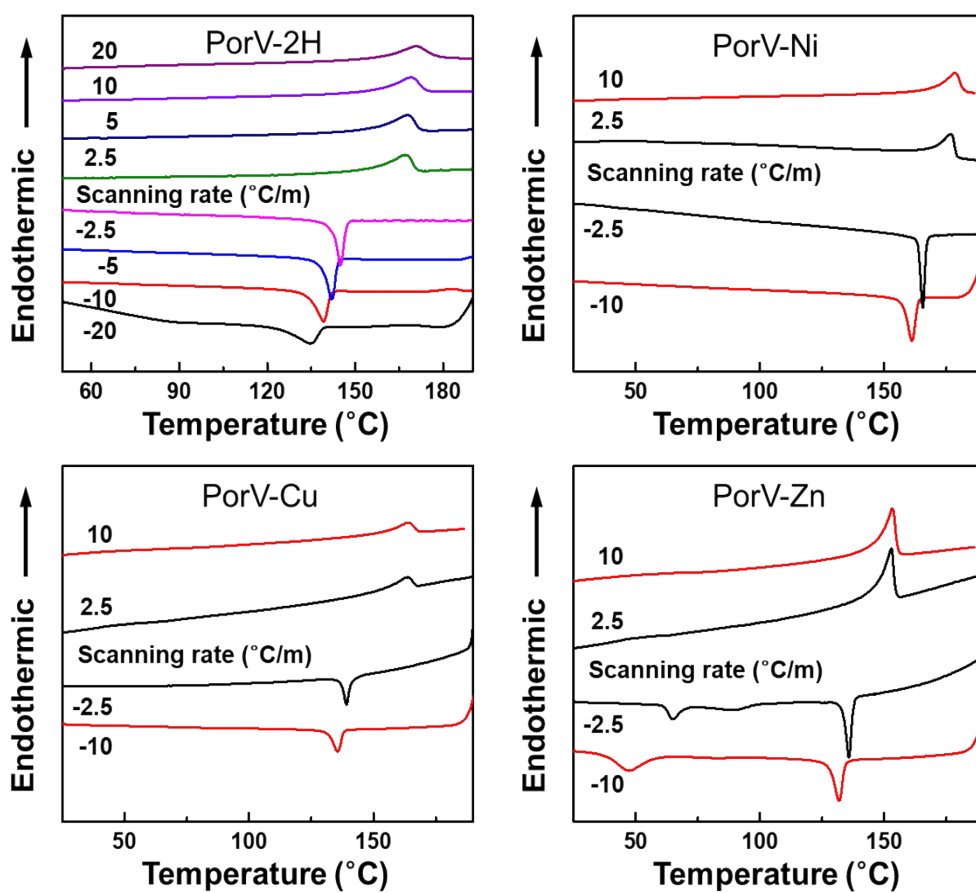 PorV-2H
20
10
5
2.5
Scanning rate (°C/m)
-2.5
-5
-10
-20
Endothermic
60 90 120 150 180
Temperature (°C)
PorV-Ni
10
2.5
Scanning rate (°C/m)
-2.5
-10
Endothermic
50 100 150
Temperature (°C)
PorV-Cu
10
2.5
Scanning rate (°C/m)
-2.5
-10
Endothermic
50 100 150
Temperature (°C)
PorV-Zn
10
2.5
Scanning rate (°C/m)
-2.5
-10
Endothermic
50 100 150
Temperature (°C)